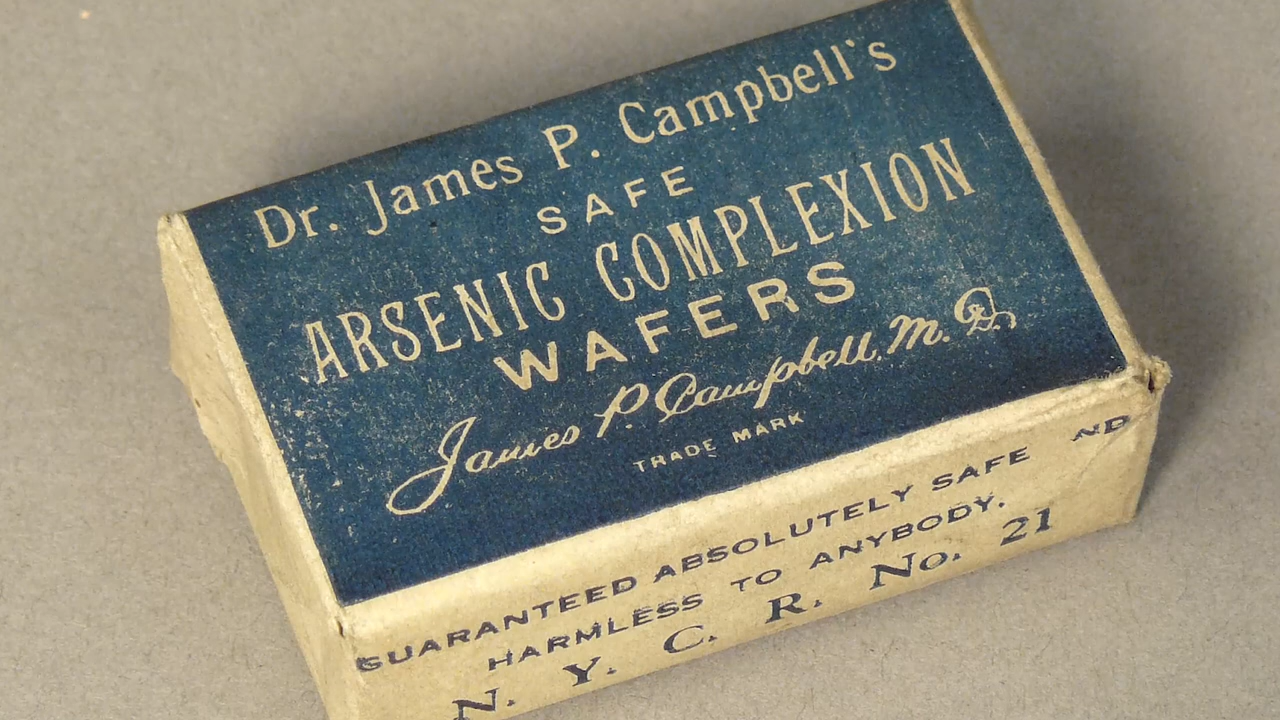 Dr. James P. Campbell's
SAFE
ARSENIC COMPLEXION
WAFERS
James P. Campbell, M. D.
TRADE MARK
GUARANTEED ABSOLUTELY SAFE ND
HARMLESS TO ANYBODY.
N. Y. C. R. No. 21